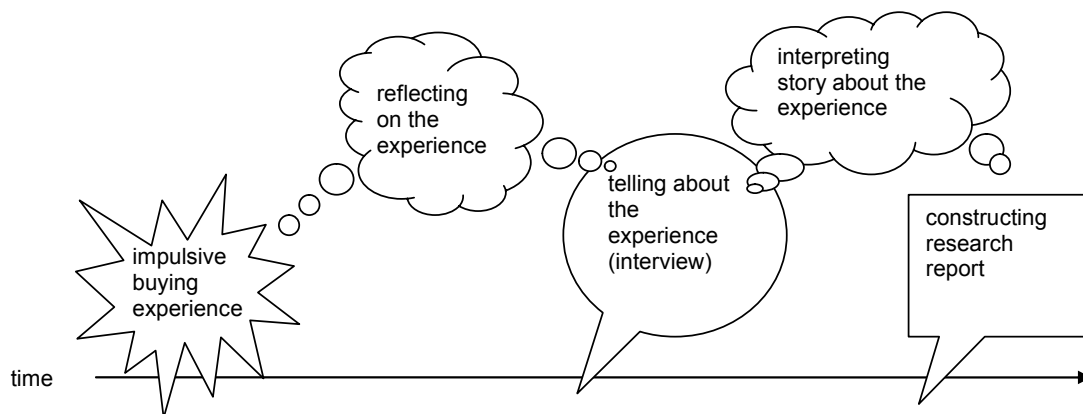 interpreting
story about the
experience
reflecting
on the
experience
telling about
the
experience
(interview)
constructing
research
report
impulsive
buying
experience
time